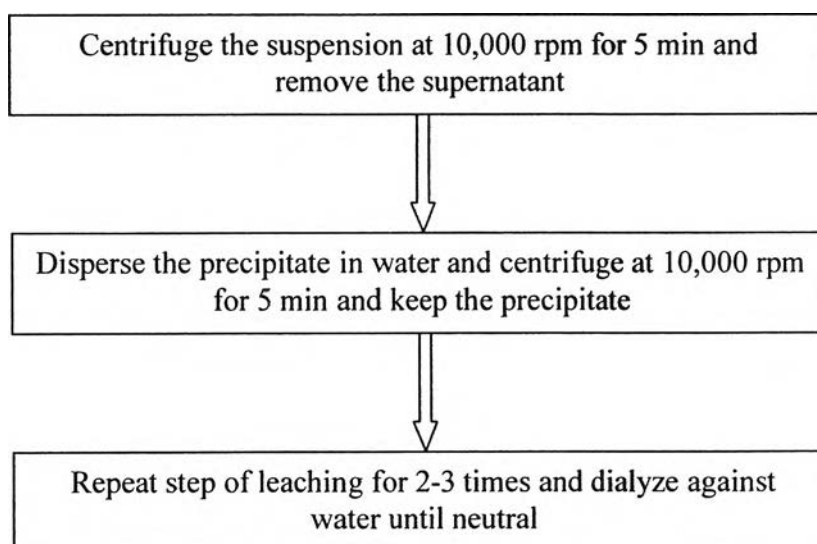 Centrifuge the suspension at 10,000 rpm for 5 min and
remove the supernatant
Disperse the precipitate in water and centrifuge at 10,000 rpm
for 5 min and keep the precipitate
Repeat step of leaching for 2-3 times and dialyze against
water until neutral